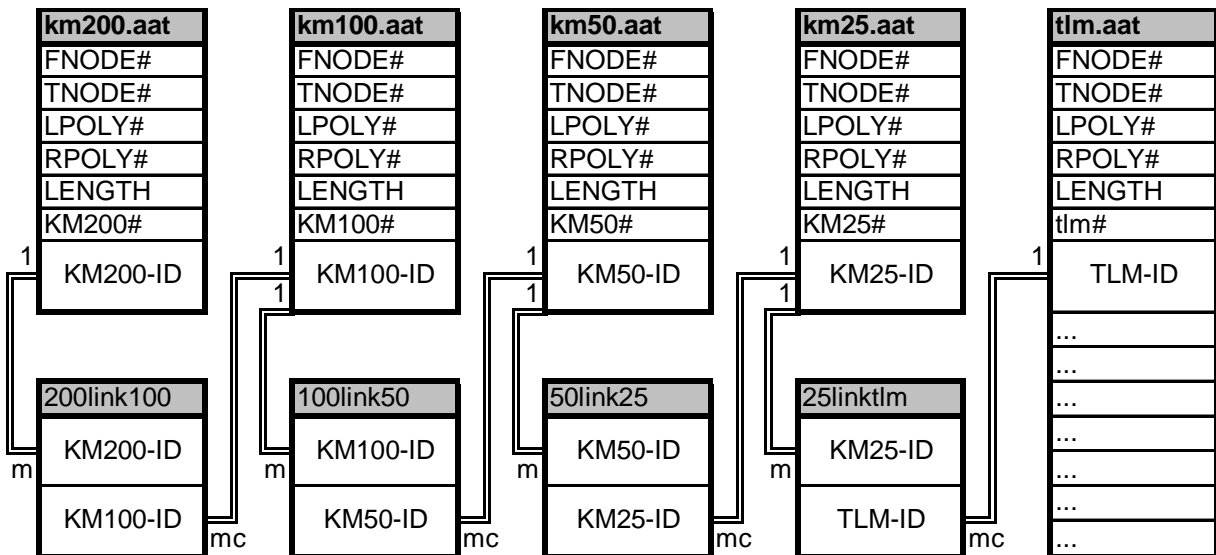 km200.aat
FNODE#
TNODE#
LPOLY#
RPOLY#
LENGTH
KM200#
1
KM200-ID
km100.aat
FNODE#
TNODE#
LPOLY#
RPOLY#
LENGTH
KM100#
1
KM100-ID
1
km50.aat
FNODE#
TNODE#
LPOLY#
RPOLY#
LENGTH
KM50#
1
KM50-ID
1
km25.aat
FNODE#
TNODE#
LPOLY#
RPOLY#
LENGTH
KM25#
1
KM25-ID
1
tlm.aat
FNODE#
TNODE#
LPOLY#
RPOLY#
LENGTH
tlm#
1
TLM-ID
...
...
...
...
...
...
...
200link100
KM200-ID
m
KM100-ID
mc
100link50
KM100-ID
m
KM50-ID
mc
50link25
KM50-ID
m
KM25-ID
mc
25linktlm
KM25-ID
m
TLM-ID
mc